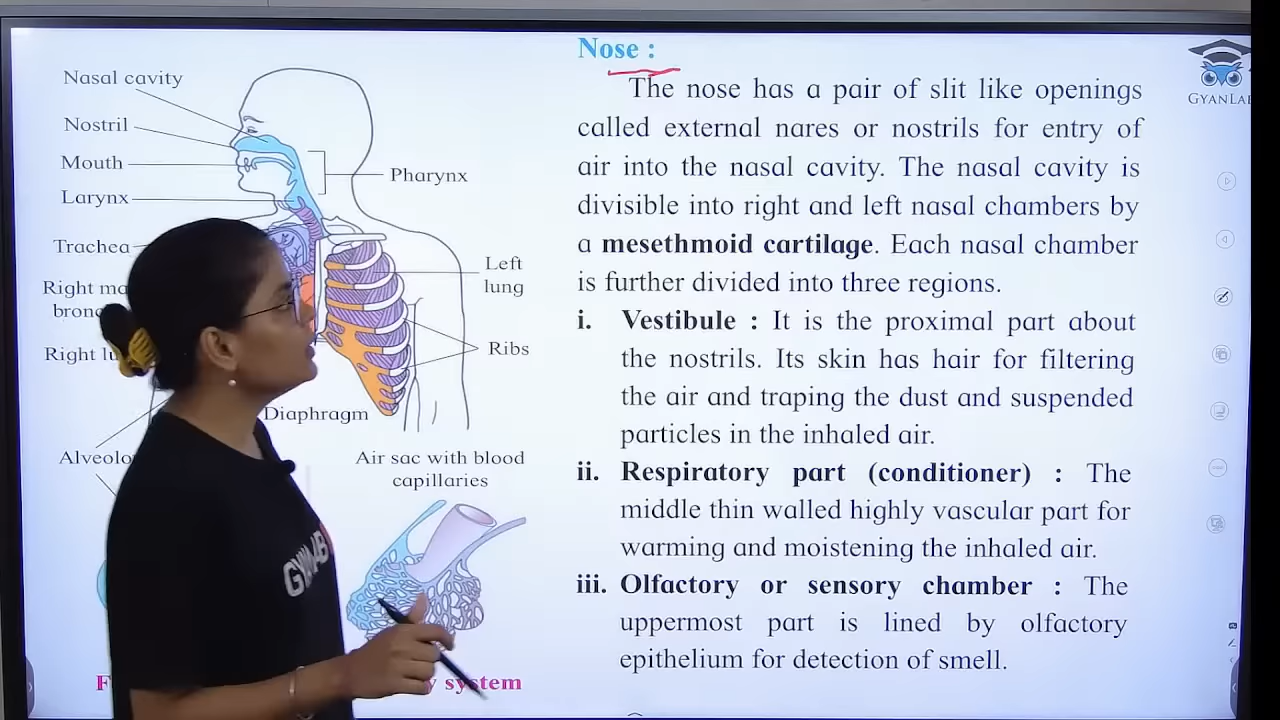 Nasal cavity
Nostril
Mouth
Larynx
Trachea
Right
Right
Pharynx
Left
lung
Ribs
Diaphragm
Air sac with blood
capillaries
system
Nose :
The nose has a pair of slit like openings
called external nares or nostrils for entry of
air into the nasal cavity. The nasal cavity is
divisible into right and left nasal chambers by
a mesethmoid cartilage. Each nasal chamber
is further divided into three regions.
i. Vestibule : It is the proximal part about
the nostrils. Its skin has hair for filtering
the air and traping the dust and suspended
particles in the inhaled air.
ii. Respiratory part (conditioner) : The
middle thin walled highly vascular part for
warming and moistening the inhaled air.
iii. Olfactory or sensory chamber : The
uppermost part is lined by olfactory
epithelium for detection of smell.